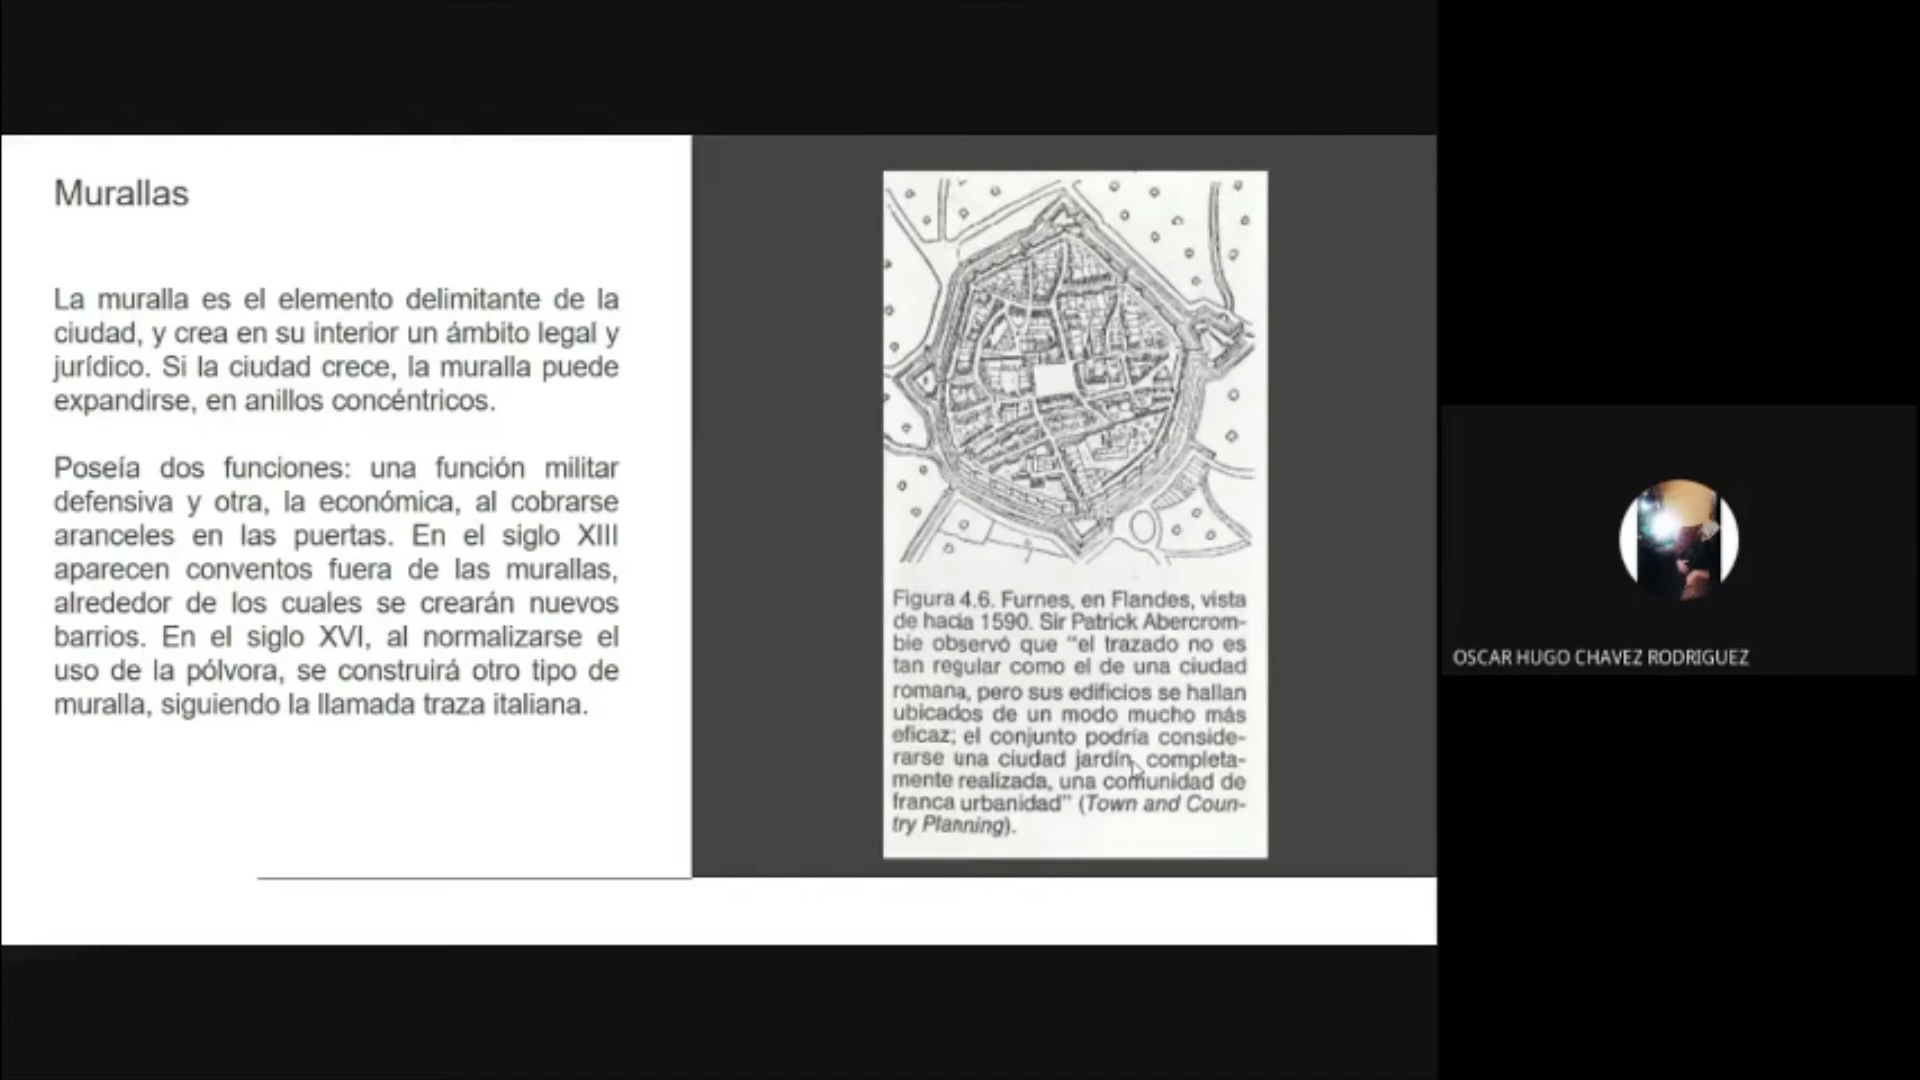 Murallas
La muralla es el elemento delimitante de la
ciudad, y crea en su interior un ámbito legal y
jurídico. Si la ciudad crece, la muralla puede
expandirse, en anillos concéntricos.
Poseía dos funciones: una función militar
defensiva y otra, la económica, al cobrarse
aranceles en las puertas. En el siglo XIII
aparecen conventos fuera de las murallas,
alrededor de los cuales se crearán nuevos
barrios. En el siglo XVI, al normalizarse el
uso de la pólvora, se construirá otro tipo de
muralla, siguiendo la llamada traza italiana.
Figura 4.6. Furnes, en Flandes, vista
de hacia 1590. Sir Patrick Abercrom-
bie observó que “el trazado no es
tan regular como el de una ciudad
romana, pero sus edificios se hallan
ubicados de un modo mucho más
eficaz; el conjunto podría conside-
rarse una ciudad jardín completa-
mente realizada, una comunidad de
franca urbanidad” (Town and Coun-
try Planning).
OSCAR HUGO CHAVEZ RODRIGUEZ